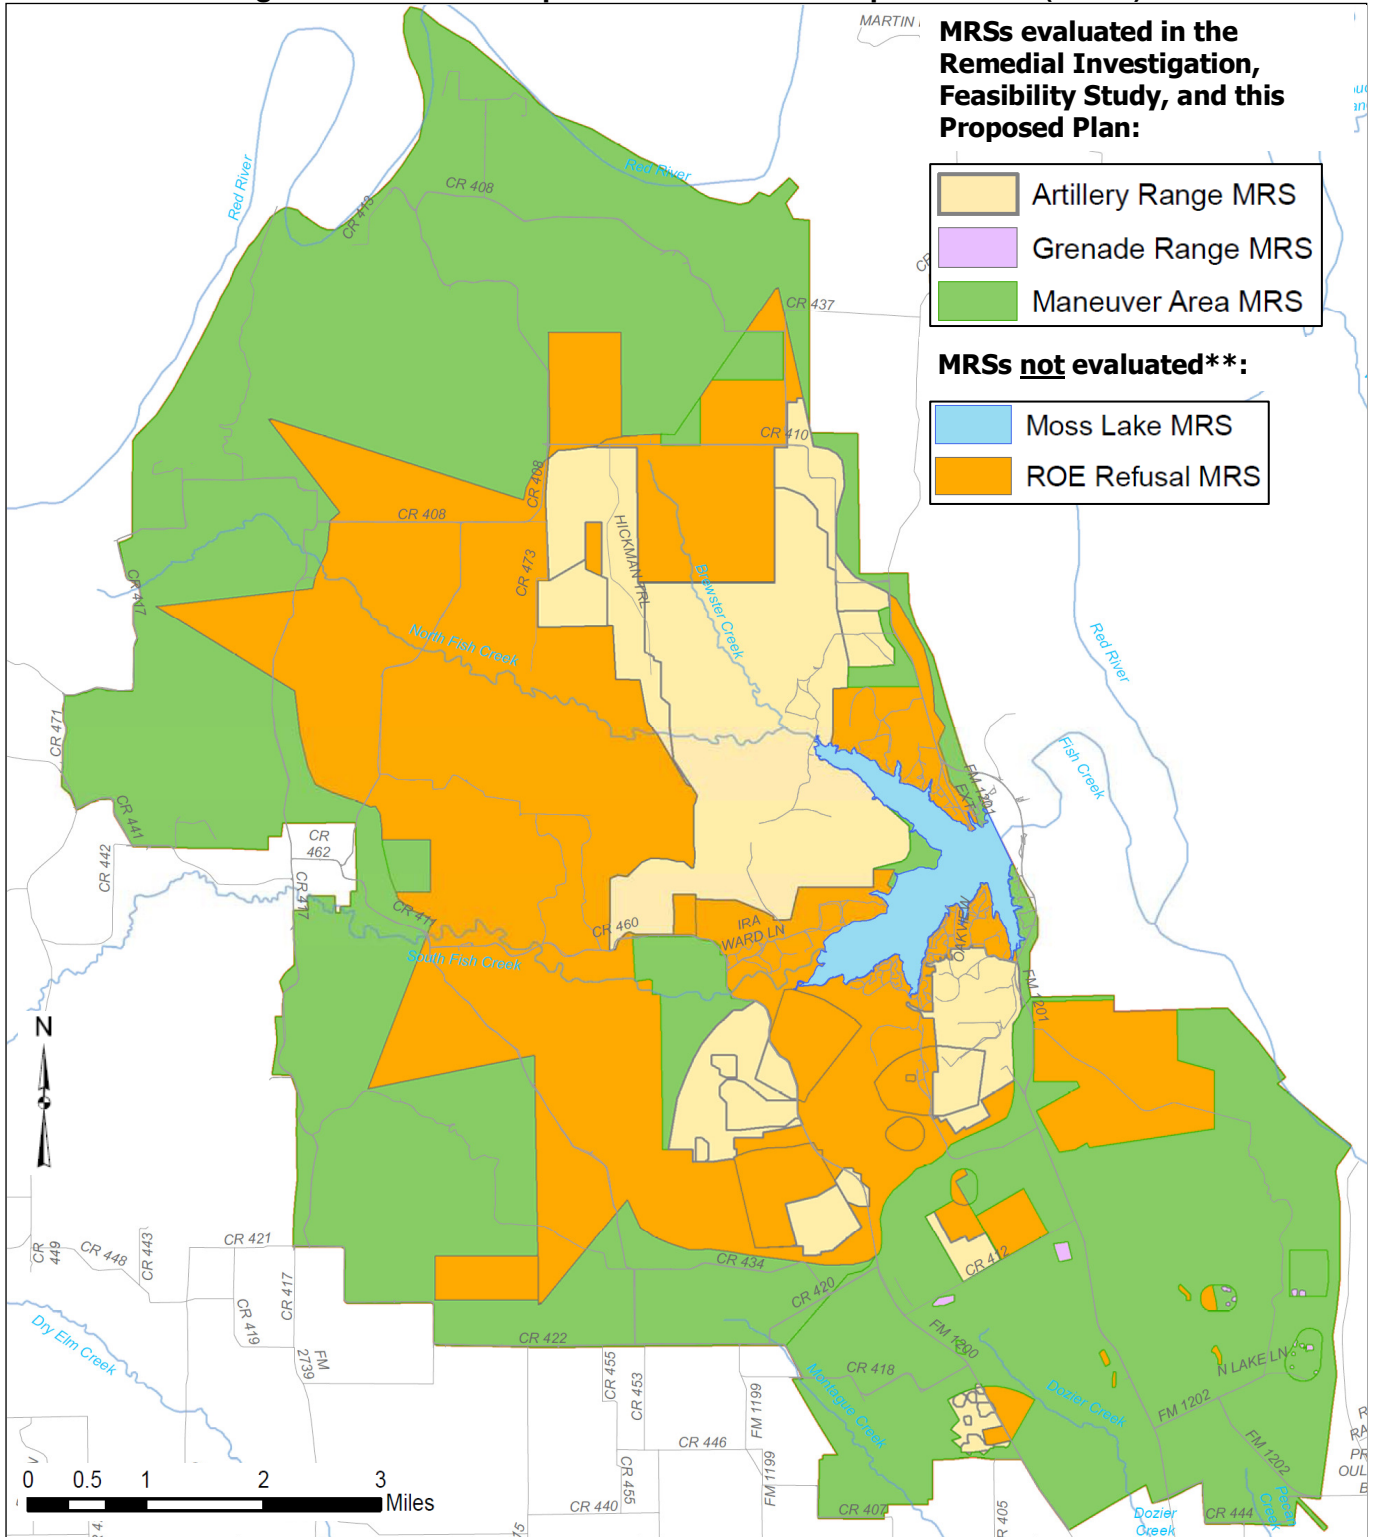 MRSs evaluated in the
Remedial Investigation,
Feasibility Study, and this
Proposed Plan:
Artillery Range MRS
Grenade Range MRS
Maneuver Area MRS
MRSs not evaluated**:
Moss Lake MRS
ROE Refusal MRS
MARTIN
Red River
Red River
CR 408
CR 413
CR 437
CR 410
CR 408
CR 408
CR 473
HICKMAN TRL
Brewster Creek
CR 417
North Fish Creek
Red River
CR 471
Fish Creek
FM 1201
EXT
CR 441
CR
462
CR 442
CR 417
CR 411
CR 460
IRA
WARD LN
OAKVIEW
South Fish Creek
FM 1201
N
CR
449
CR 448
CR 443
CR 421
CR 417
CR 419
FM
2739
CR 434
CR 420
CR 412
CR 422
FM 1200
Dry Elm Creek
CR 455
CR 453
FM 1199
CR 418
Montague Creek
Dozier Creek
N LAKE LN
FM 1202
FM 1202
CR 446
CR 455
FM 1199
CR 440
CR 407
CR 444
Dozier
Creek
Pecan
Creek
0 0.5 1 2 3
Miles